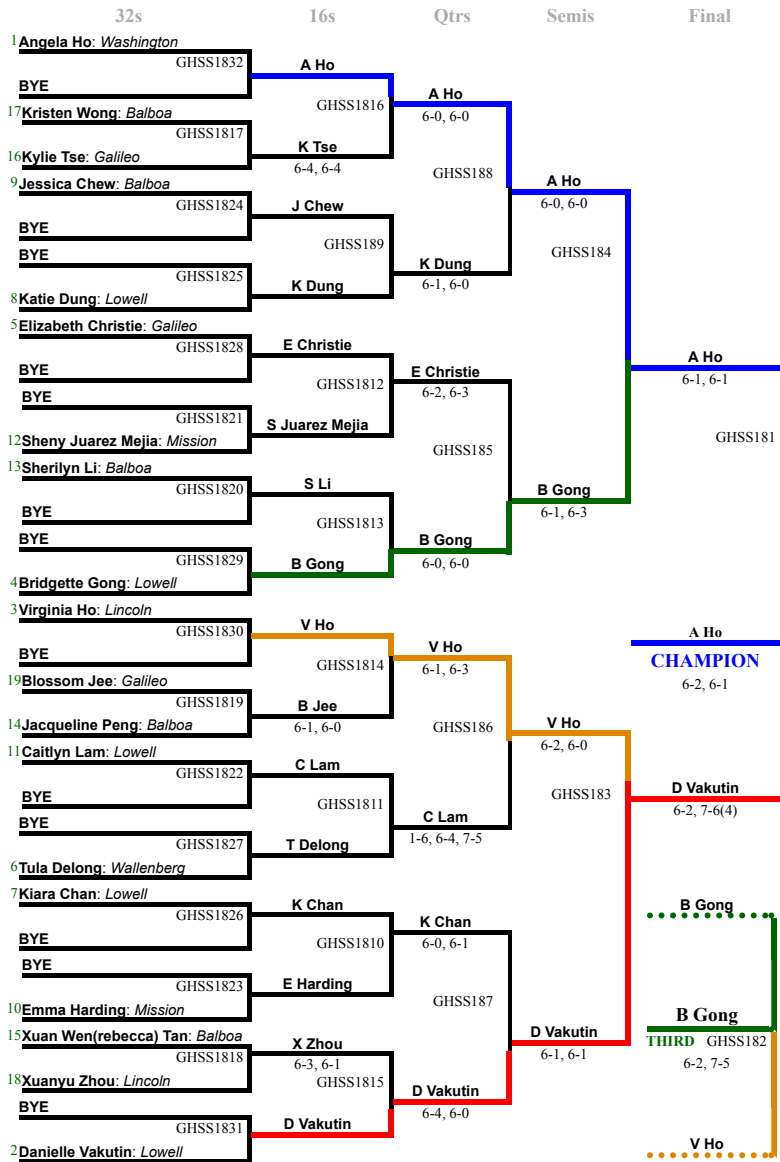 32s 16s Qtrs Semis Final
1 Angela Ho: Washington
GHSS1832
A Ho
BYE
A Ho
GHSS1816
6-0, 6-0
17 Kristen Wong: Balboa
GHSS1817
K Tse
16 Kylie Tse: Galileo
6-4, 6-4
GHSS188
9 Jessica Chew: Balboa
A Ho
GHSS1824
6-0, 6-0
J Chew
BYE
GHSS189
GHSS184
BYE
K Dung
GHSS1825
6-1, 6-0
K Dung
8 Katie Dung: Lowell
5 Elizabeth Christie: Galileo
GHSS1828
E Christie
A Ho
BYE
E Christie
6-1, 6-1
GHSS1812
6-2, 6-3
BYE
GHSS1821
S Juarez Mejia
GHSS181
12 Sheny Juarez Mejia: Mission
GHSS185
13 Sherilyn Li: Balboa
GHSS1820
S Li
B Gong
BYE
6-1, 6-3
GHSS1813
BYE
B Gong
GHSS1829
6-0, 6-0
B Gong
4 Bridgette Gong: Lowell
3 Virginia Ho: Lincoln
GHSS1830
V Ho
A Ho
BYE
V Ho
CHAMPION
GHSS1814
6-1, 6-3
6-2, 6-1
19 Blossom Jee: Galileo
GHSS1819
B Jee
14 Jacqueline Peng: Balboa
6-1, 6-0
GHSS186
V Ho
11 Caitlyn Lam: Lowell
6-2, 6-0
GHSS1822
C Lam
BYE
GHSS183
D Vakutin
GHSS1811
6-2, 7-6(4)
BYE
C Lam
GHSS1827
1-6, 6-4, 7-5
T Delong
6 Tula Delong: Wallenberg
7 Kiara Chan: Lowell
B Gong
GHSS1826
K Chan
K Chan
BYE
GHSS1810
6-0, 6-1
BYE
GHSS1823
E Harding
GHSS187
10 Emma Harding: Mission
B Gong
15 Xuan Wen(rebecca) Tan: Balboa
D Vakutin
THIRD GHSS182
X Zhou
GHSS1818
6-1, 6-1
6-2, 7-5
6-3, 6-1
18 Xuanyu Zhou: Lincoln
GHSS1815
D Vakutin
BYE
6-4, 6-0
GHSS1831
D Vakutin
V Ho
2 Danielle Vakutin: Lowell